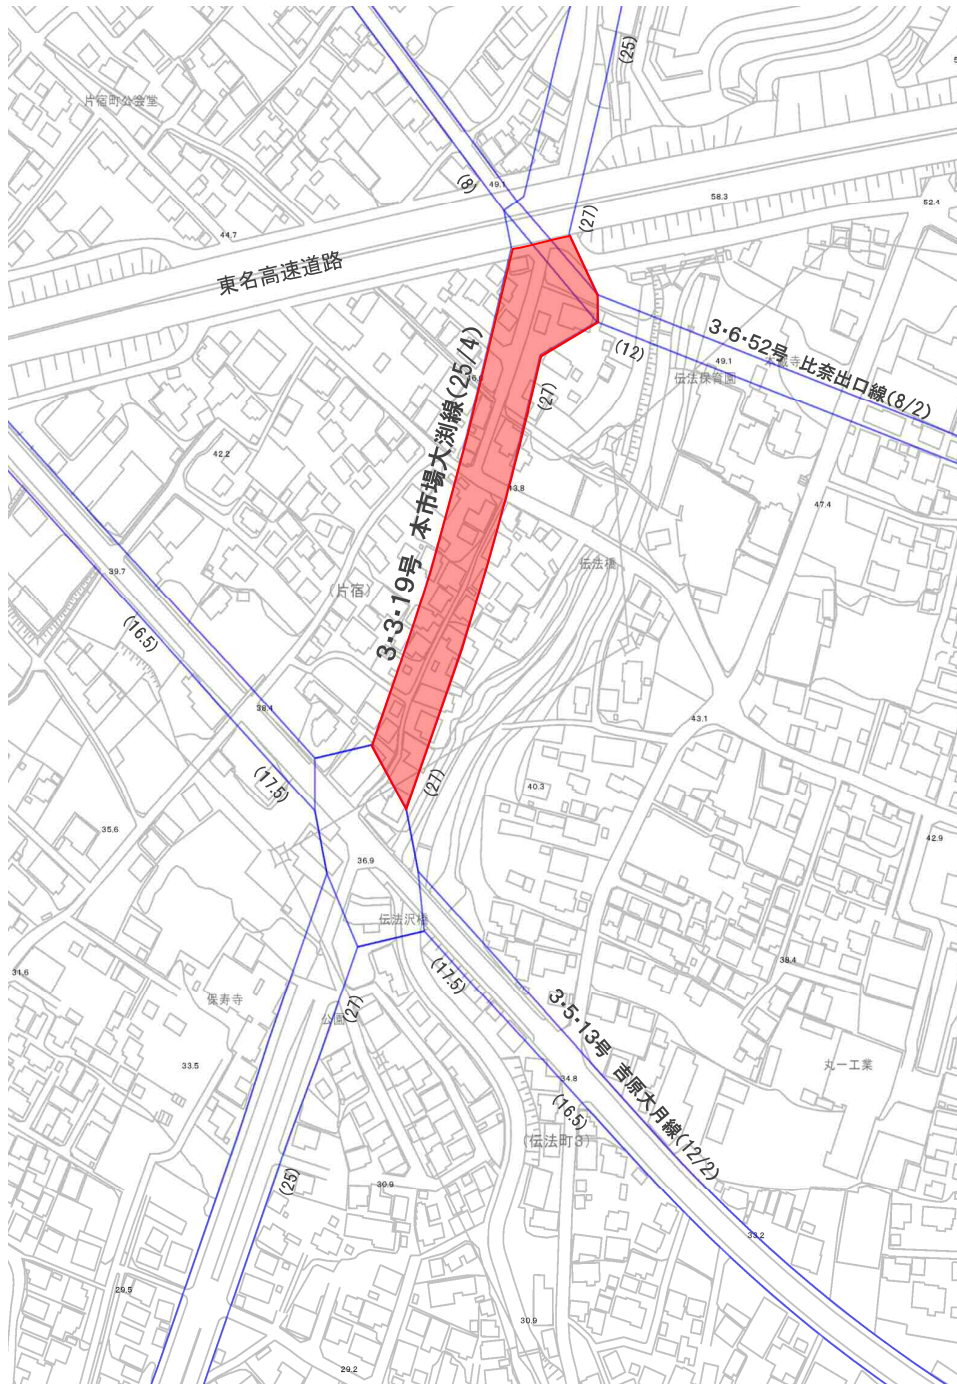 (25)
片宿町公会堂
(8)
49.1
58.3
52.4
44.7
(27)
東名高速道路
3・6・52号 比奈出口線(8/2)
(12)
49.1
伝法保育園
3・3・19号 本市場大渕線(25/4)
(27)
42.2
43.8
47.4
伝法橋
39.7
(片宿)
(16.5)
38.4
43.1
(17.5)
(27)
40.3
35.6
42.9
36.9
伝法沢橋
38.4
31.6
(17.5)
保寿寺
(27)
公園
3・5・13号 吉原大月線(12/2)
33.5
丸一工業
34.8
(16.5)
(伝法町3)
(25)
30.9
33.2
29.5
30.9
29.2